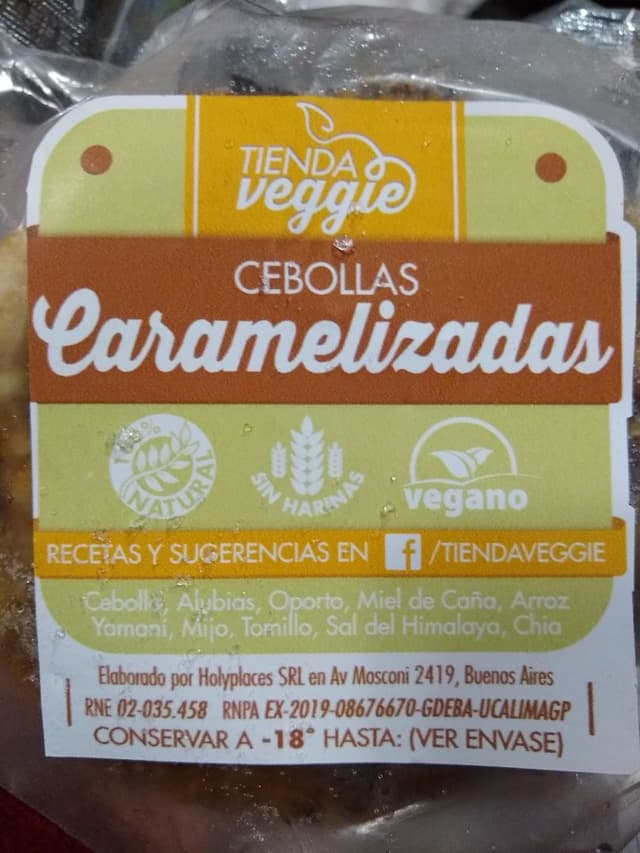 TIENDA
veggie
CEBOLLAS
Caramelizadas
100% NATURAL
SIN HARINAS
vegano
RECETAS Y SUGERENCIAS EN f /TIENDAVEGGIE
Cebolla, Alubias, Oporto, Miel de Caña, Arroz
Yamaní, Mijo, Tomillo, Sal del Himalaya, Chia
Elaborado por Holyplaces SRL en Av Mosconi 2419, Buenos Aires
RNE 02-035.458 RNPA EX-2019-08676670-GDEBA-UCALIMAGP
CONSERVAR A -18° HASTA: (VER ENVASE)